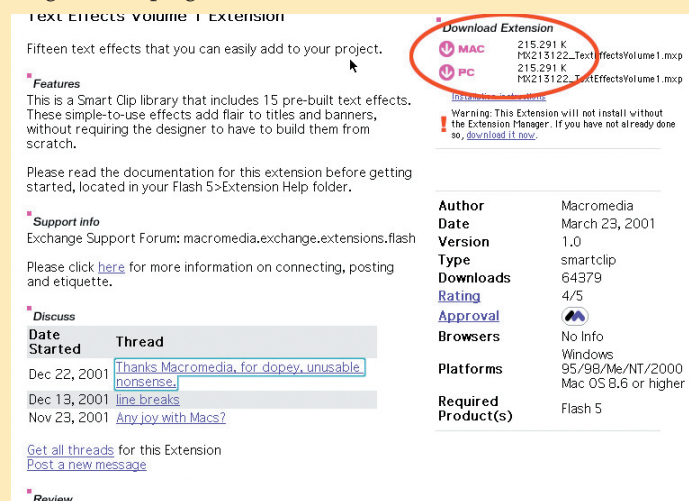 Text Effects Volume 1 Extension
Fifteen text effects that you can easily add to your project.
Features
This is a Smart Clip library that includes 15 pre-built text effects.
These simple-to-use effects add flair to titles and banners,
without requiring the designer to have to build them from
scratch.
Please read the documentation for this extension before getting
started, located in your Flash 5>Extension Help folder.
Support info
Exchange Support Forum: macromedia.exchange.extensions.flash
Please click here for more information on connecting, posting
and etiquette.
Discuss
Date Started Thread
Dec 22, 2001 Thanks Macromedia, for dopey, unusable
nonsense.
Dec 13, 2001 line breaks
Nov 23, 2001 Any joy with Macs?
Get all threads for this Extension
Post a new message
Review
Download Extension
MAC 215.291 K
MX213122_TextEffectsVolume1.mxp
PC 215.291 K
MX213122_TextEffectsVolume1.mxp
Installation instructions
! Warning: This Extension will not install without
the Extension Manager. If you have not already done
so, download it now.
Author Macromedia
Date March 23, 2001
Version 1.0
Type smartclip
Downloads 64379
Rating 4/5
Approval
Browsers No Info
Platforms Windows
95/98/Me/NT/2000
Mac OS 8.6 or higher
Required
Product(s) Flash 5